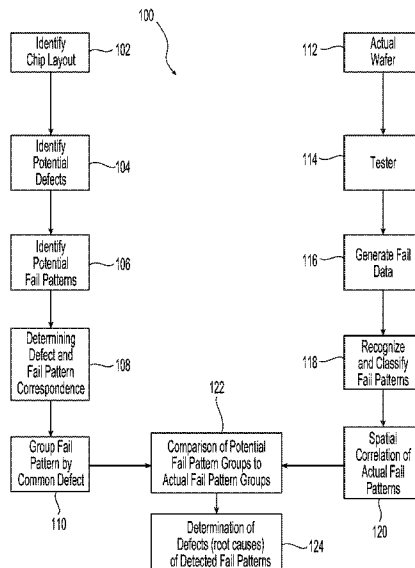 100
Identify
Chip Layout
102
Identify
Potential
Defects
104
Identify
Potential
Fail Patterns
106
Determining
Defect and
Fail Pattern
Correspondence
108
Group Fail
Pattern by
Common Defect
110
Actual
Wafer
112
Tester
114
Generate Fail
Data
116
Recognize
and Classify
Fail Patterns
118
Spatial
Correlation of
Actual Fail
Patterns
120
122
Comparison of Potential
Fail Pattern Groups to
Actual Fail Pattern Groups
Determination of
Defects (root causes)
of Detected Fail Patterns
124